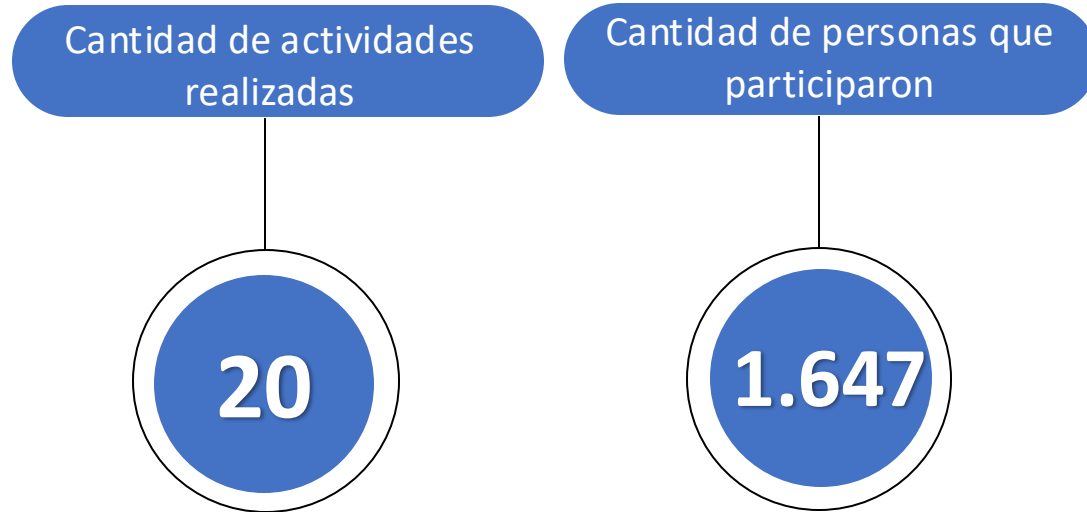 Cantidad de actividades
realizadas
20
Cantidad de personas que
participaron
1.647